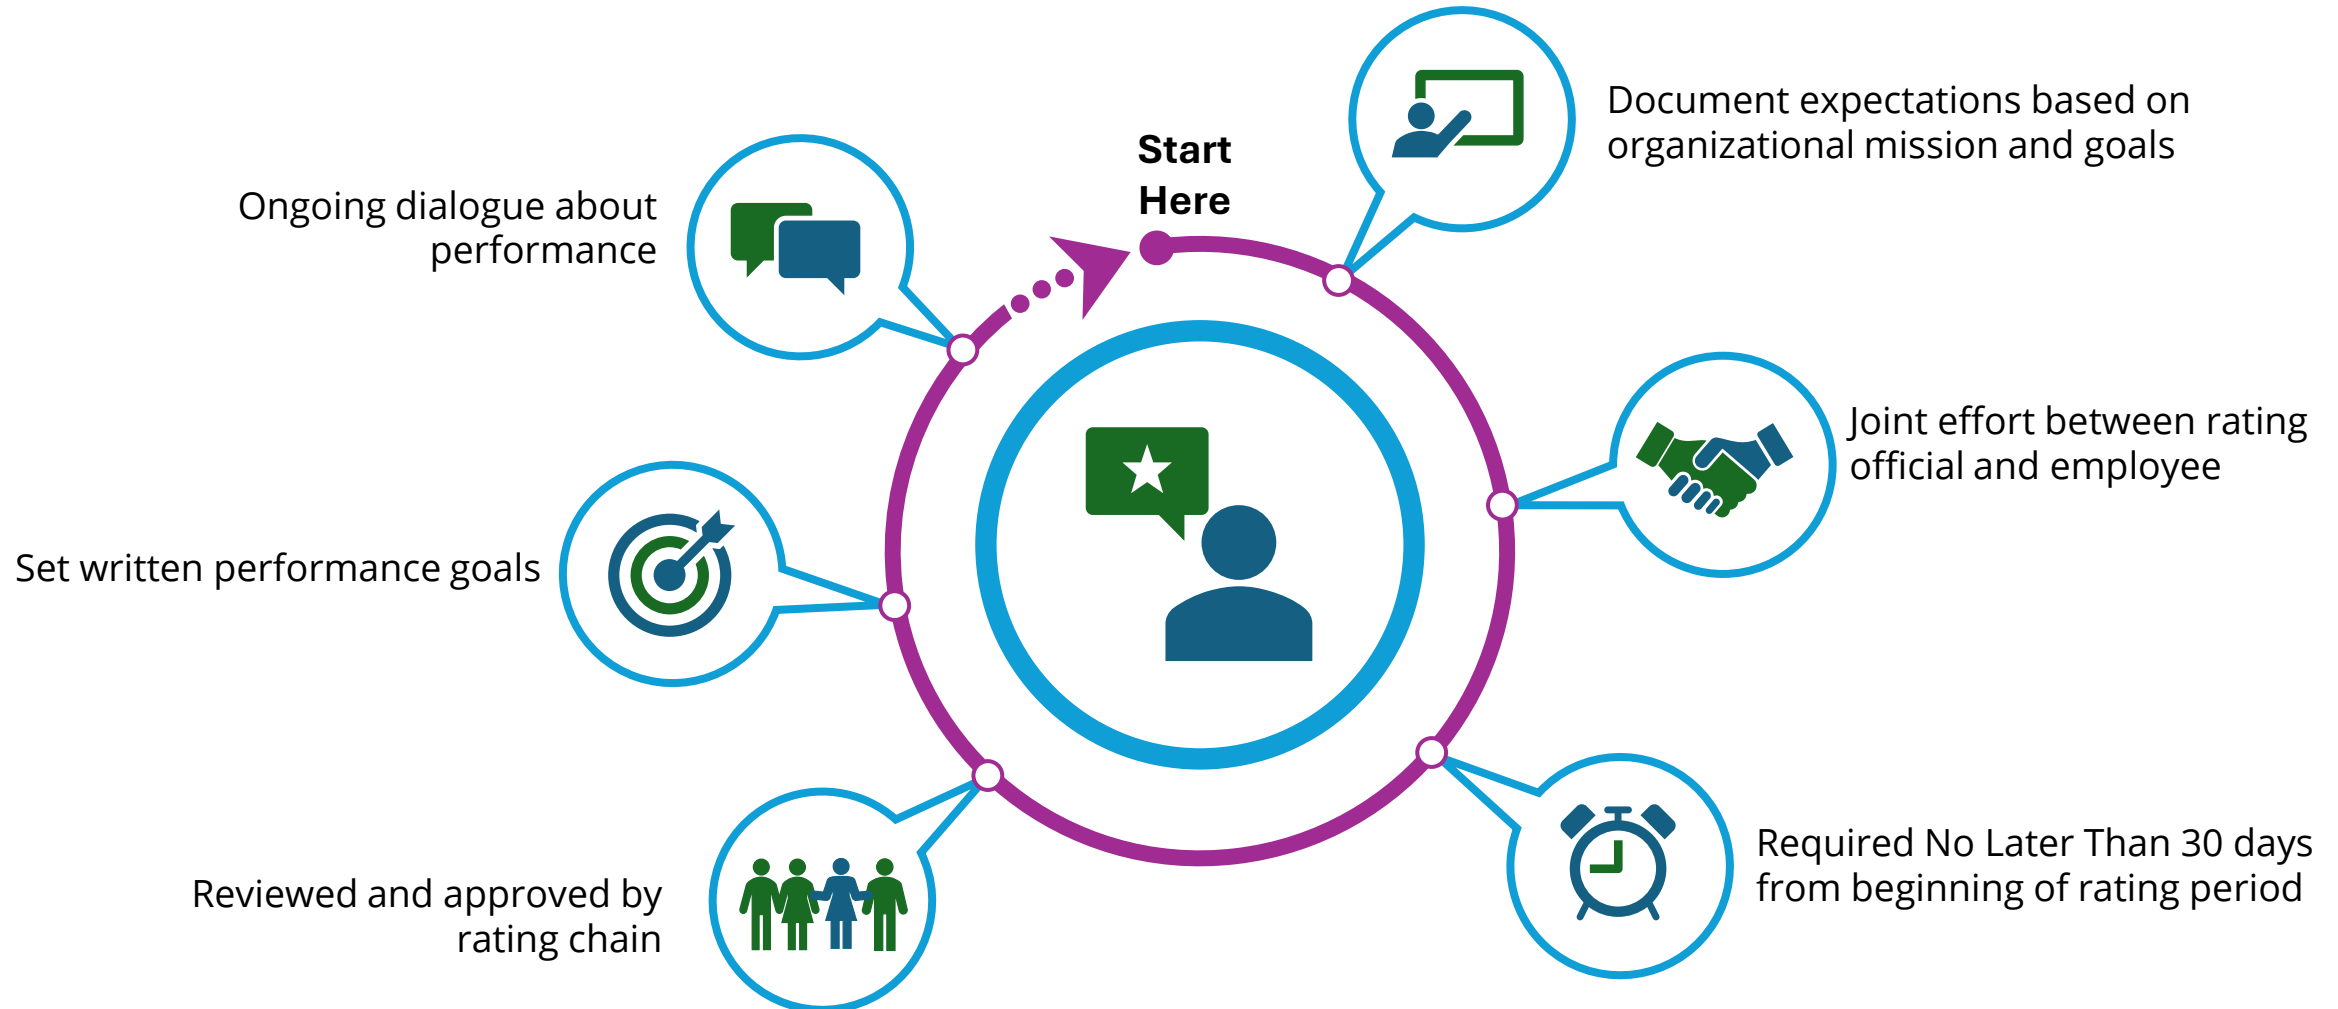 Start
Here
Document expectations based on
organizational mission and goals
Joint effort between rating
official and employee
Required No Later Than 30 days
from beginning of rating period
Reviewed and approved by
rating chain
Set written performance goals
Ongoing dialogue about
performance